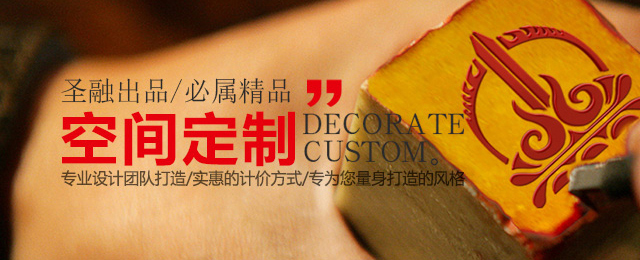 圣融出品/必属精品
”
空间定制
DECORATE
CUSTOM。
专业设计团队打造/实惠的计价方式/专为您量身打造的风格